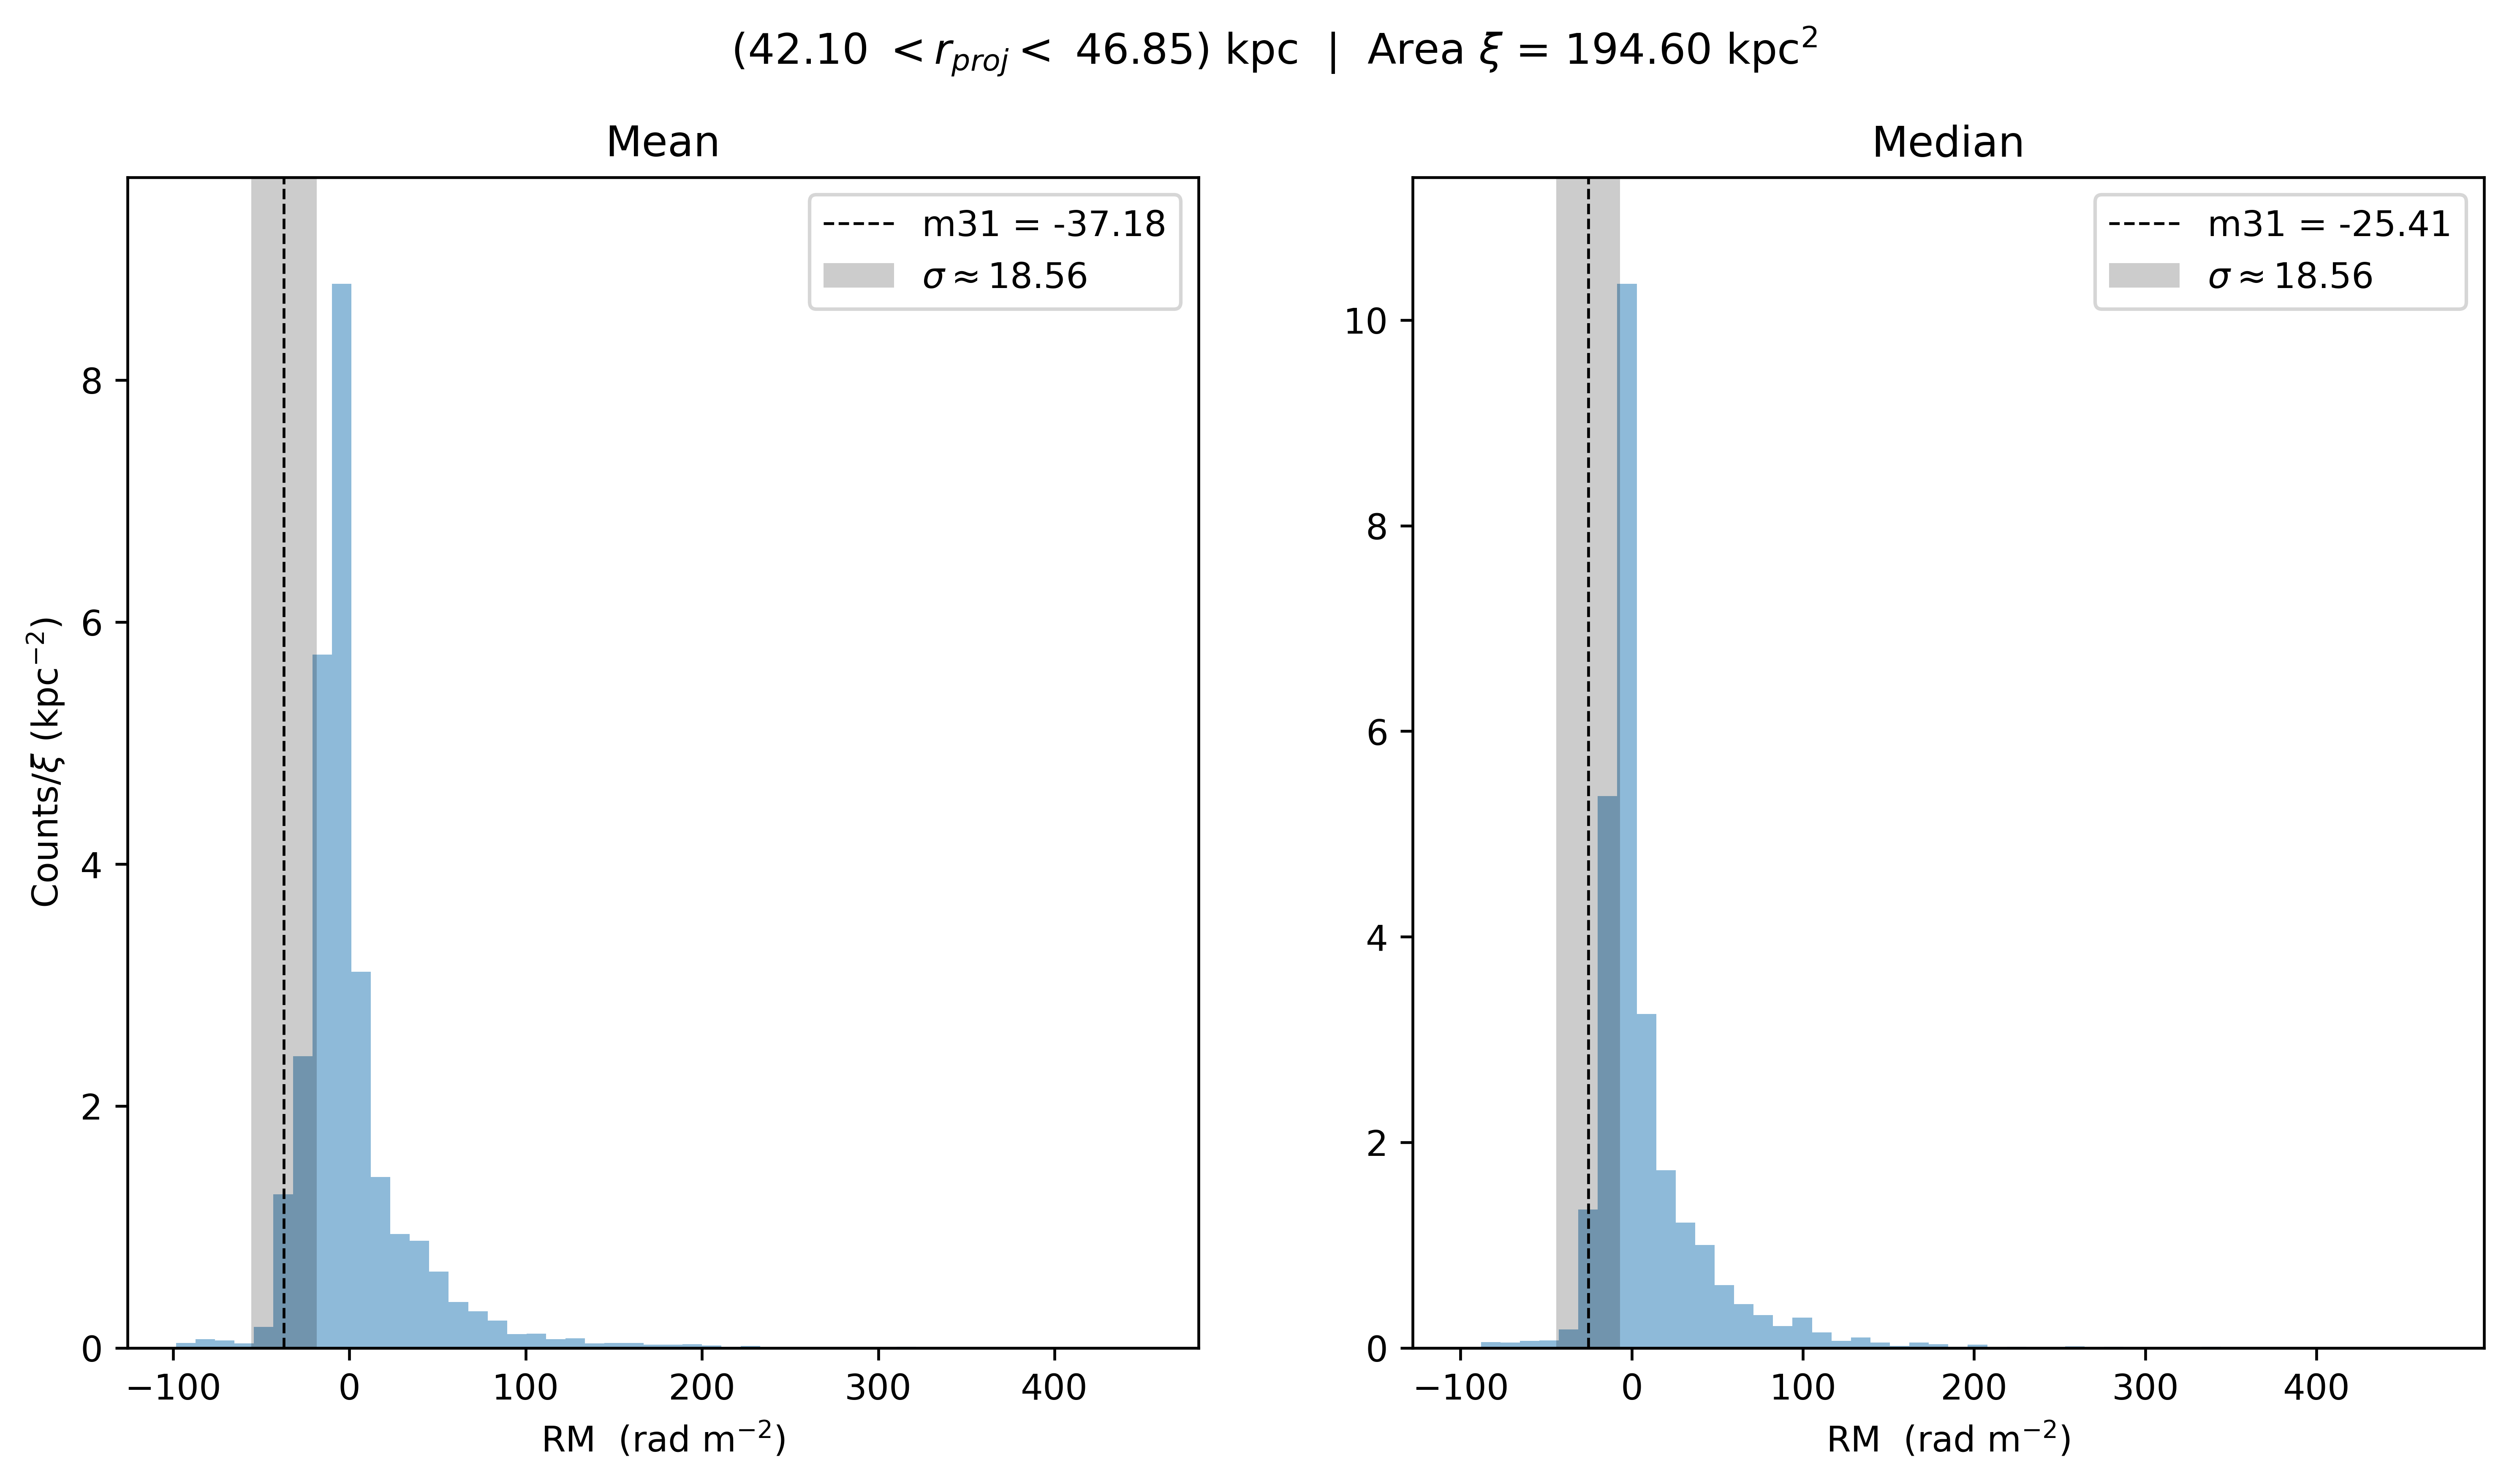 (42.10 < r_proj < 46.85) kpc | Area ξ = 194.60 kpc²
Mean
m31 = -37.18
σ ≈ 18.56
8
6
4
2
0
Counts/ξ (kpc⁻²)
−100 0 100 200 300 400
RM (rad m⁻²)
Median
m31 = -25.41
σ ≈ 18.56
10
8
6
4
2
0
−100 0 100 200 300 400
RM (rad m⁻²)